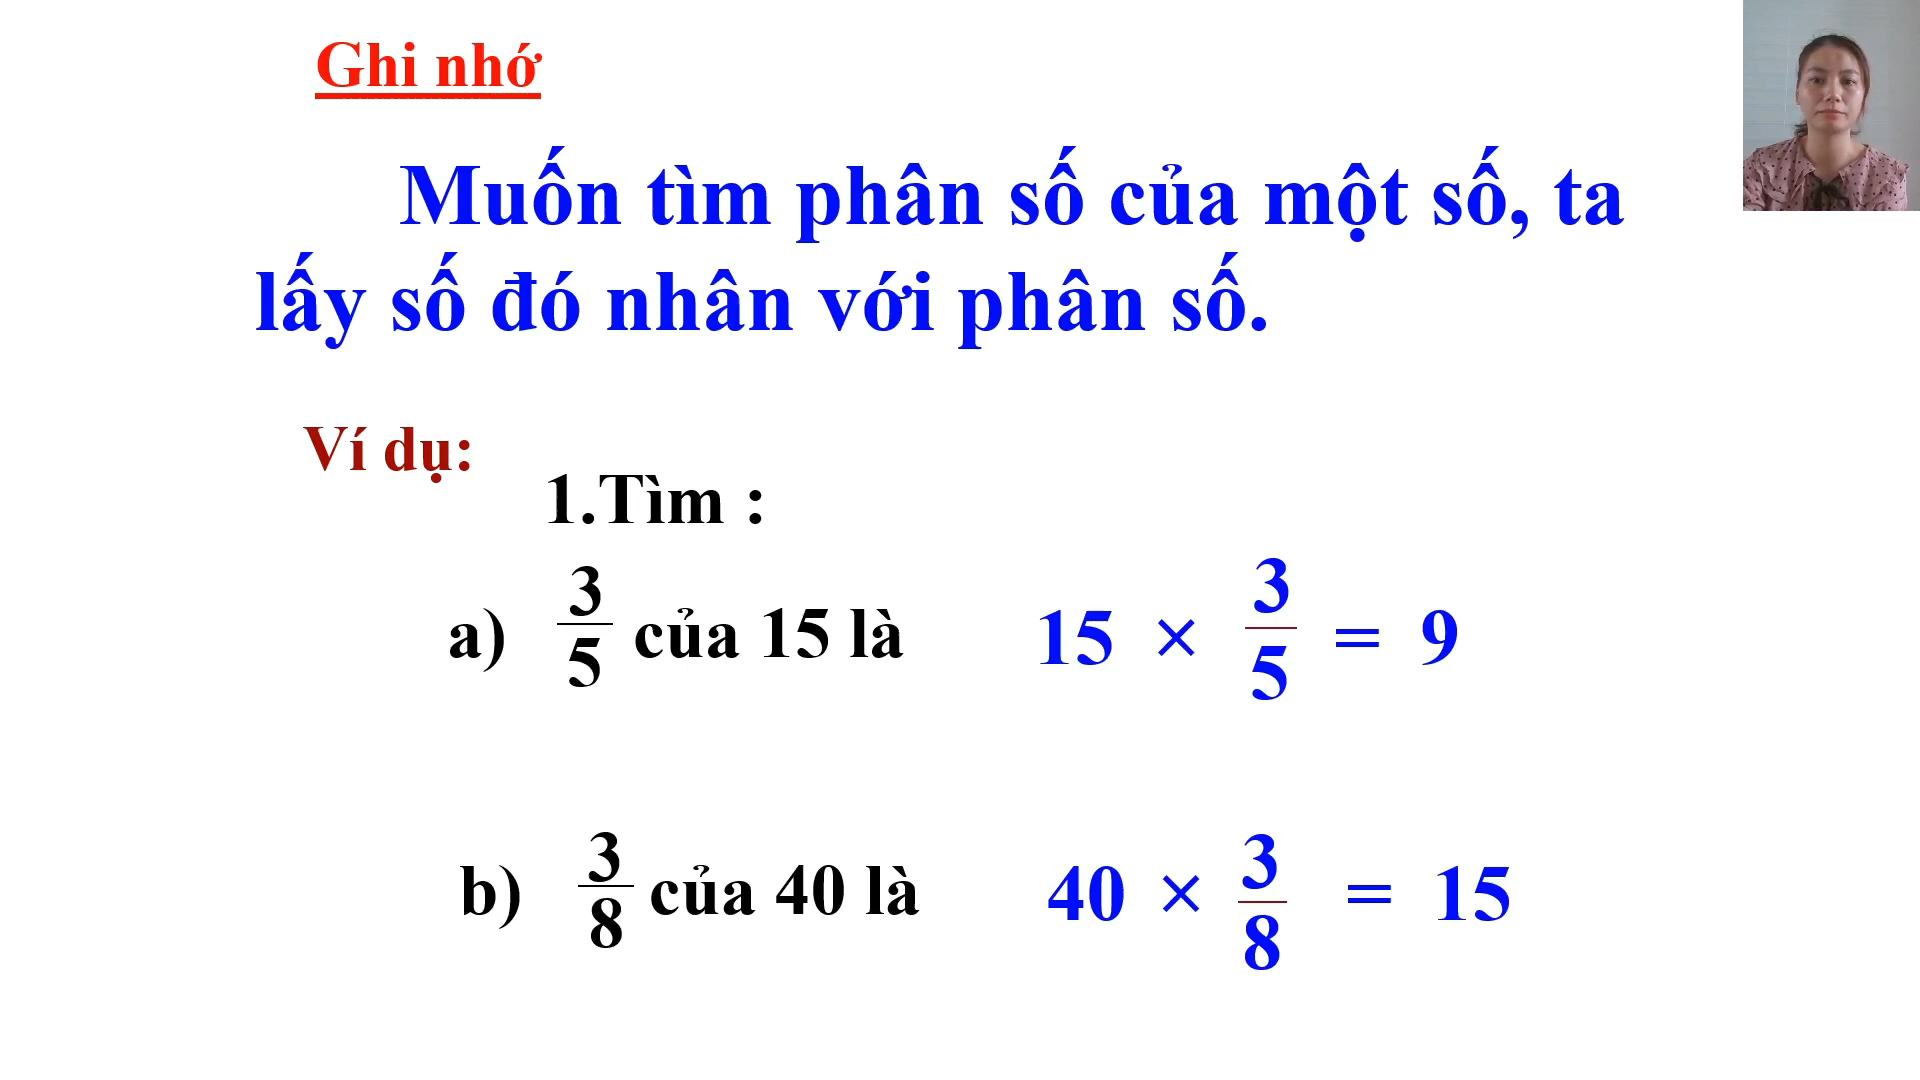 Ghi nhớ
Muốn tìm phân số của một số, ta
lấy số đó nhân với phân số.
Ví dụ:
1.Tìm :
a) 3/5 của 15 là 15 × 3/5 = 9
b) 3/8 của 40 là 40 × 3/8 = 15